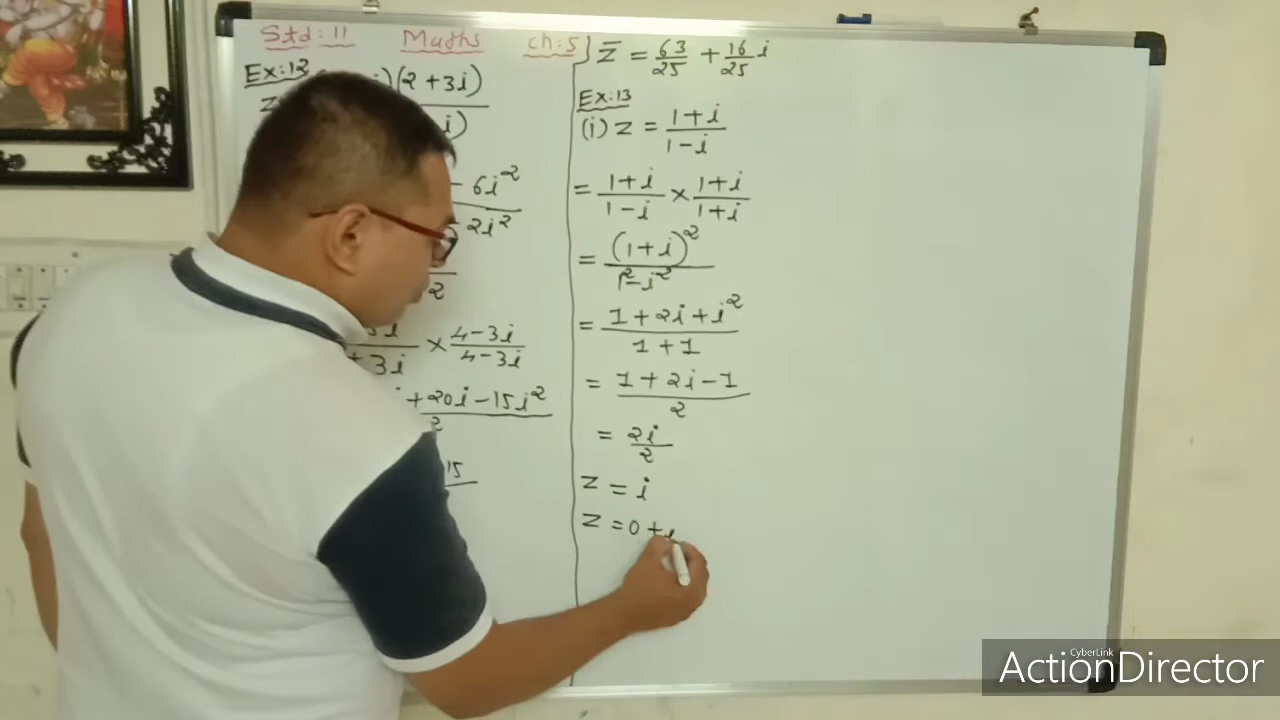 Std: 11 Maths ch: 5
Ex: 12
z )(2 + 3i)
i)
- 6i²
2i²
2
+ 3i × 4 - 3i / 4 - 3i
+ 20i - 15i²
2
15
z̄ = 63/25 + 16/25 i
Ex: 13
(i) z = 1 + i / 1 - i
= 1 + i / 1 - i × 1 + i / 1 + i
= (1 + i)² / 1² - i²
= 1 + 2i + i² / 1 + 1
= 1 + 2i - 1 / 2
= 2i / 2
z = i
z = 0 + i
CyberLink
ActionDirector